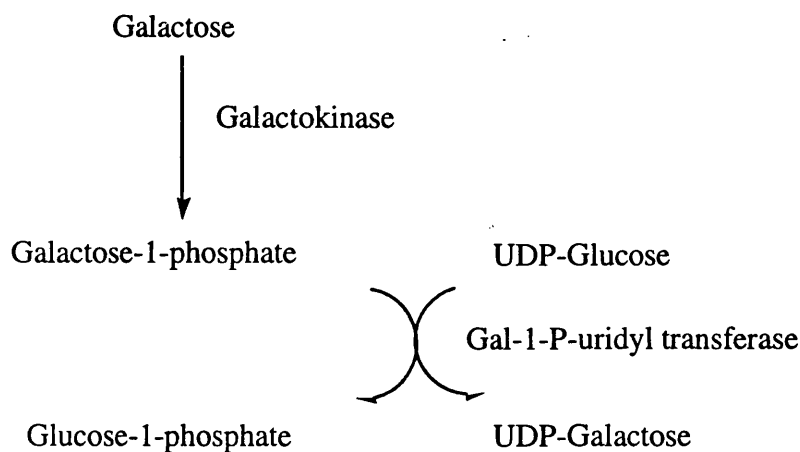 Galactose
Galactokinase
Galactose-1-phosphate
UDP-Glucose
Gal-1-P-uridyl transferase
Glucose-1-phosphate
UDP-Galactose